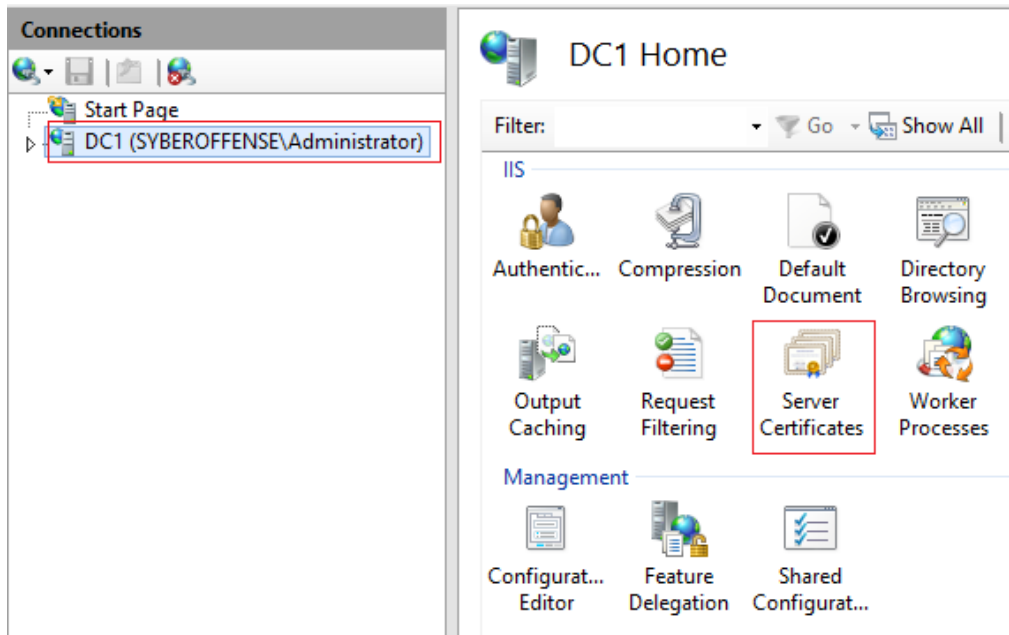 Connections
Start Page
DC1 (SYBEROFFENSE\Administrator)
DC1 Home
Filter:
Go
Show All
IIS
Authentic...
Compression
Default
Document
Directory
Browsing
Output
Caching
Request
Filtering
Server
Certificates
Worker
Processes
Management
Configurat...
Editor
Feature
Delegation
Shared
Configurat...